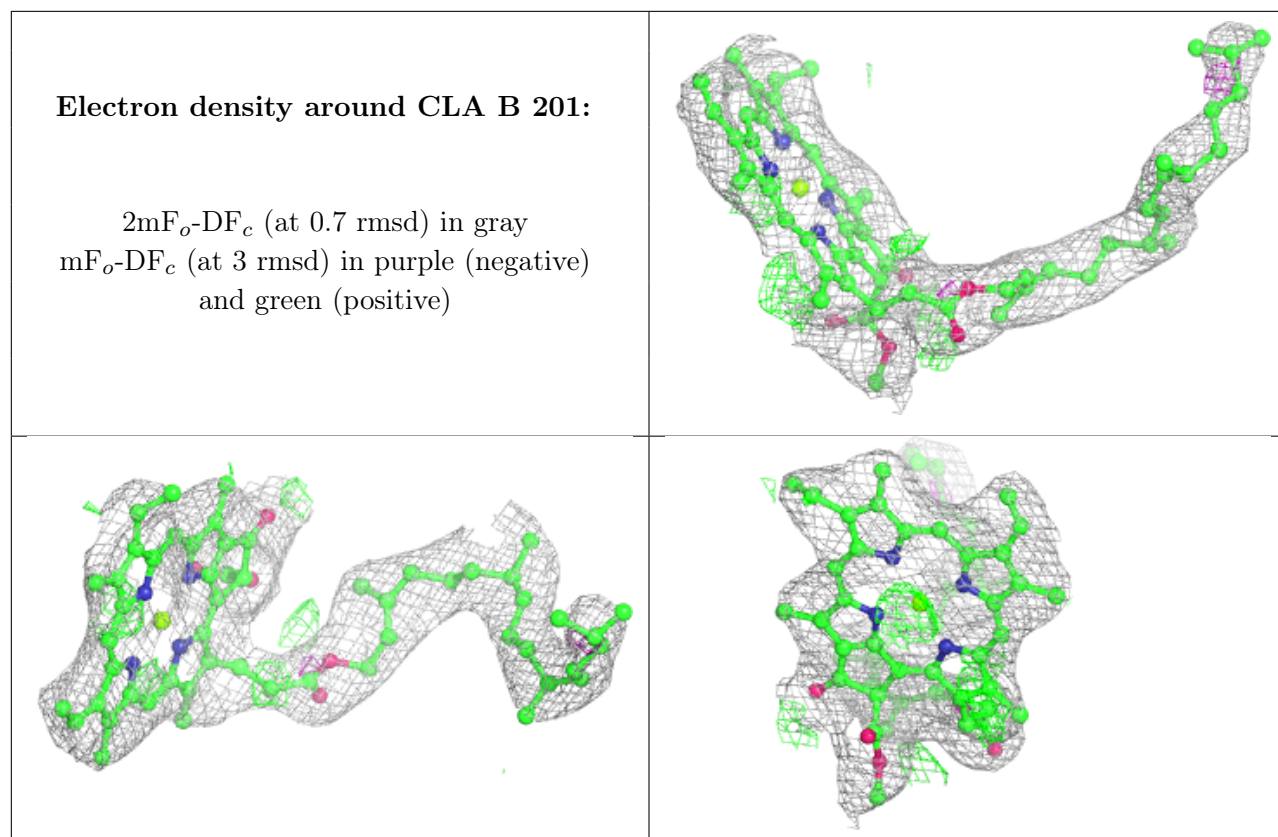 Electron density around CLA B 201:
2mFo-DFc (at 0.7 rmsd) in gray
mFo-DFc (at 3 rmsd) in purple (negative)
and green (positive)